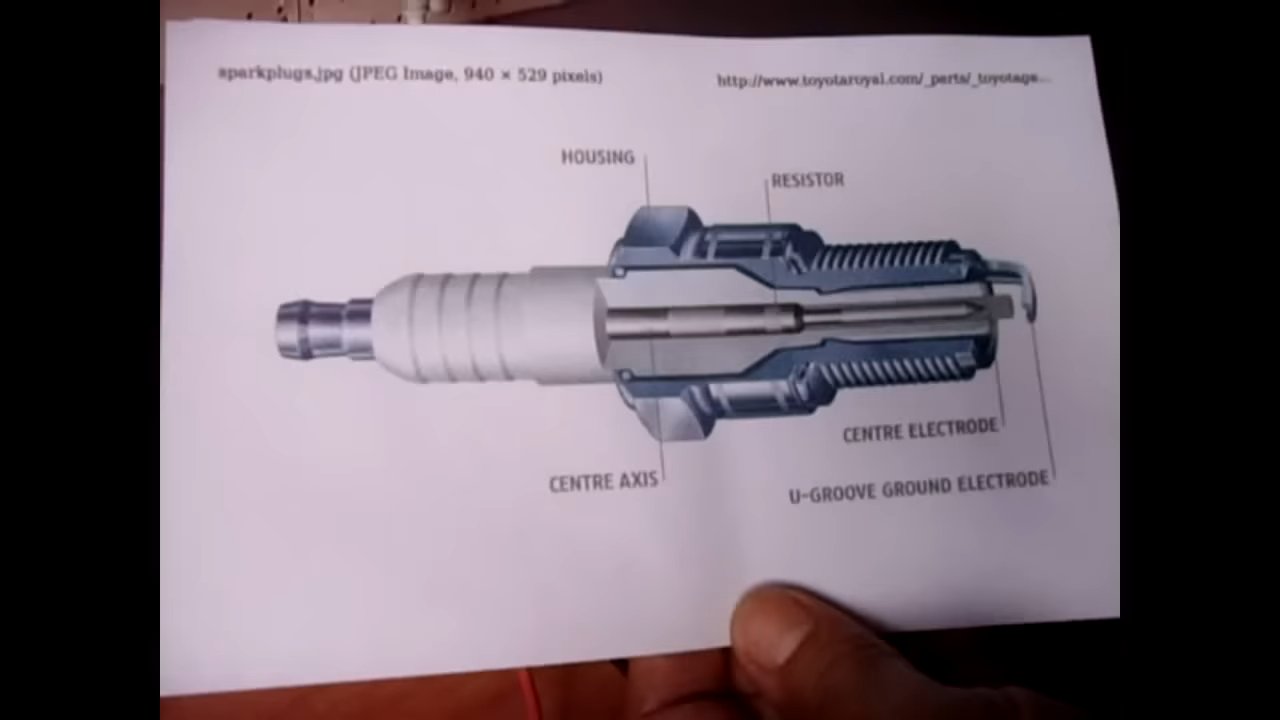 sparkplugs.jpg (JPEG Image, 940 × 529 pixels)
http://www.toyotaroyal.com/_parts/_toyotage...
HOUSING
RESISTOR
CENTRE ELECTRODE
CENTRE AXIS
U-GROOVE GROUND ELECTRODE